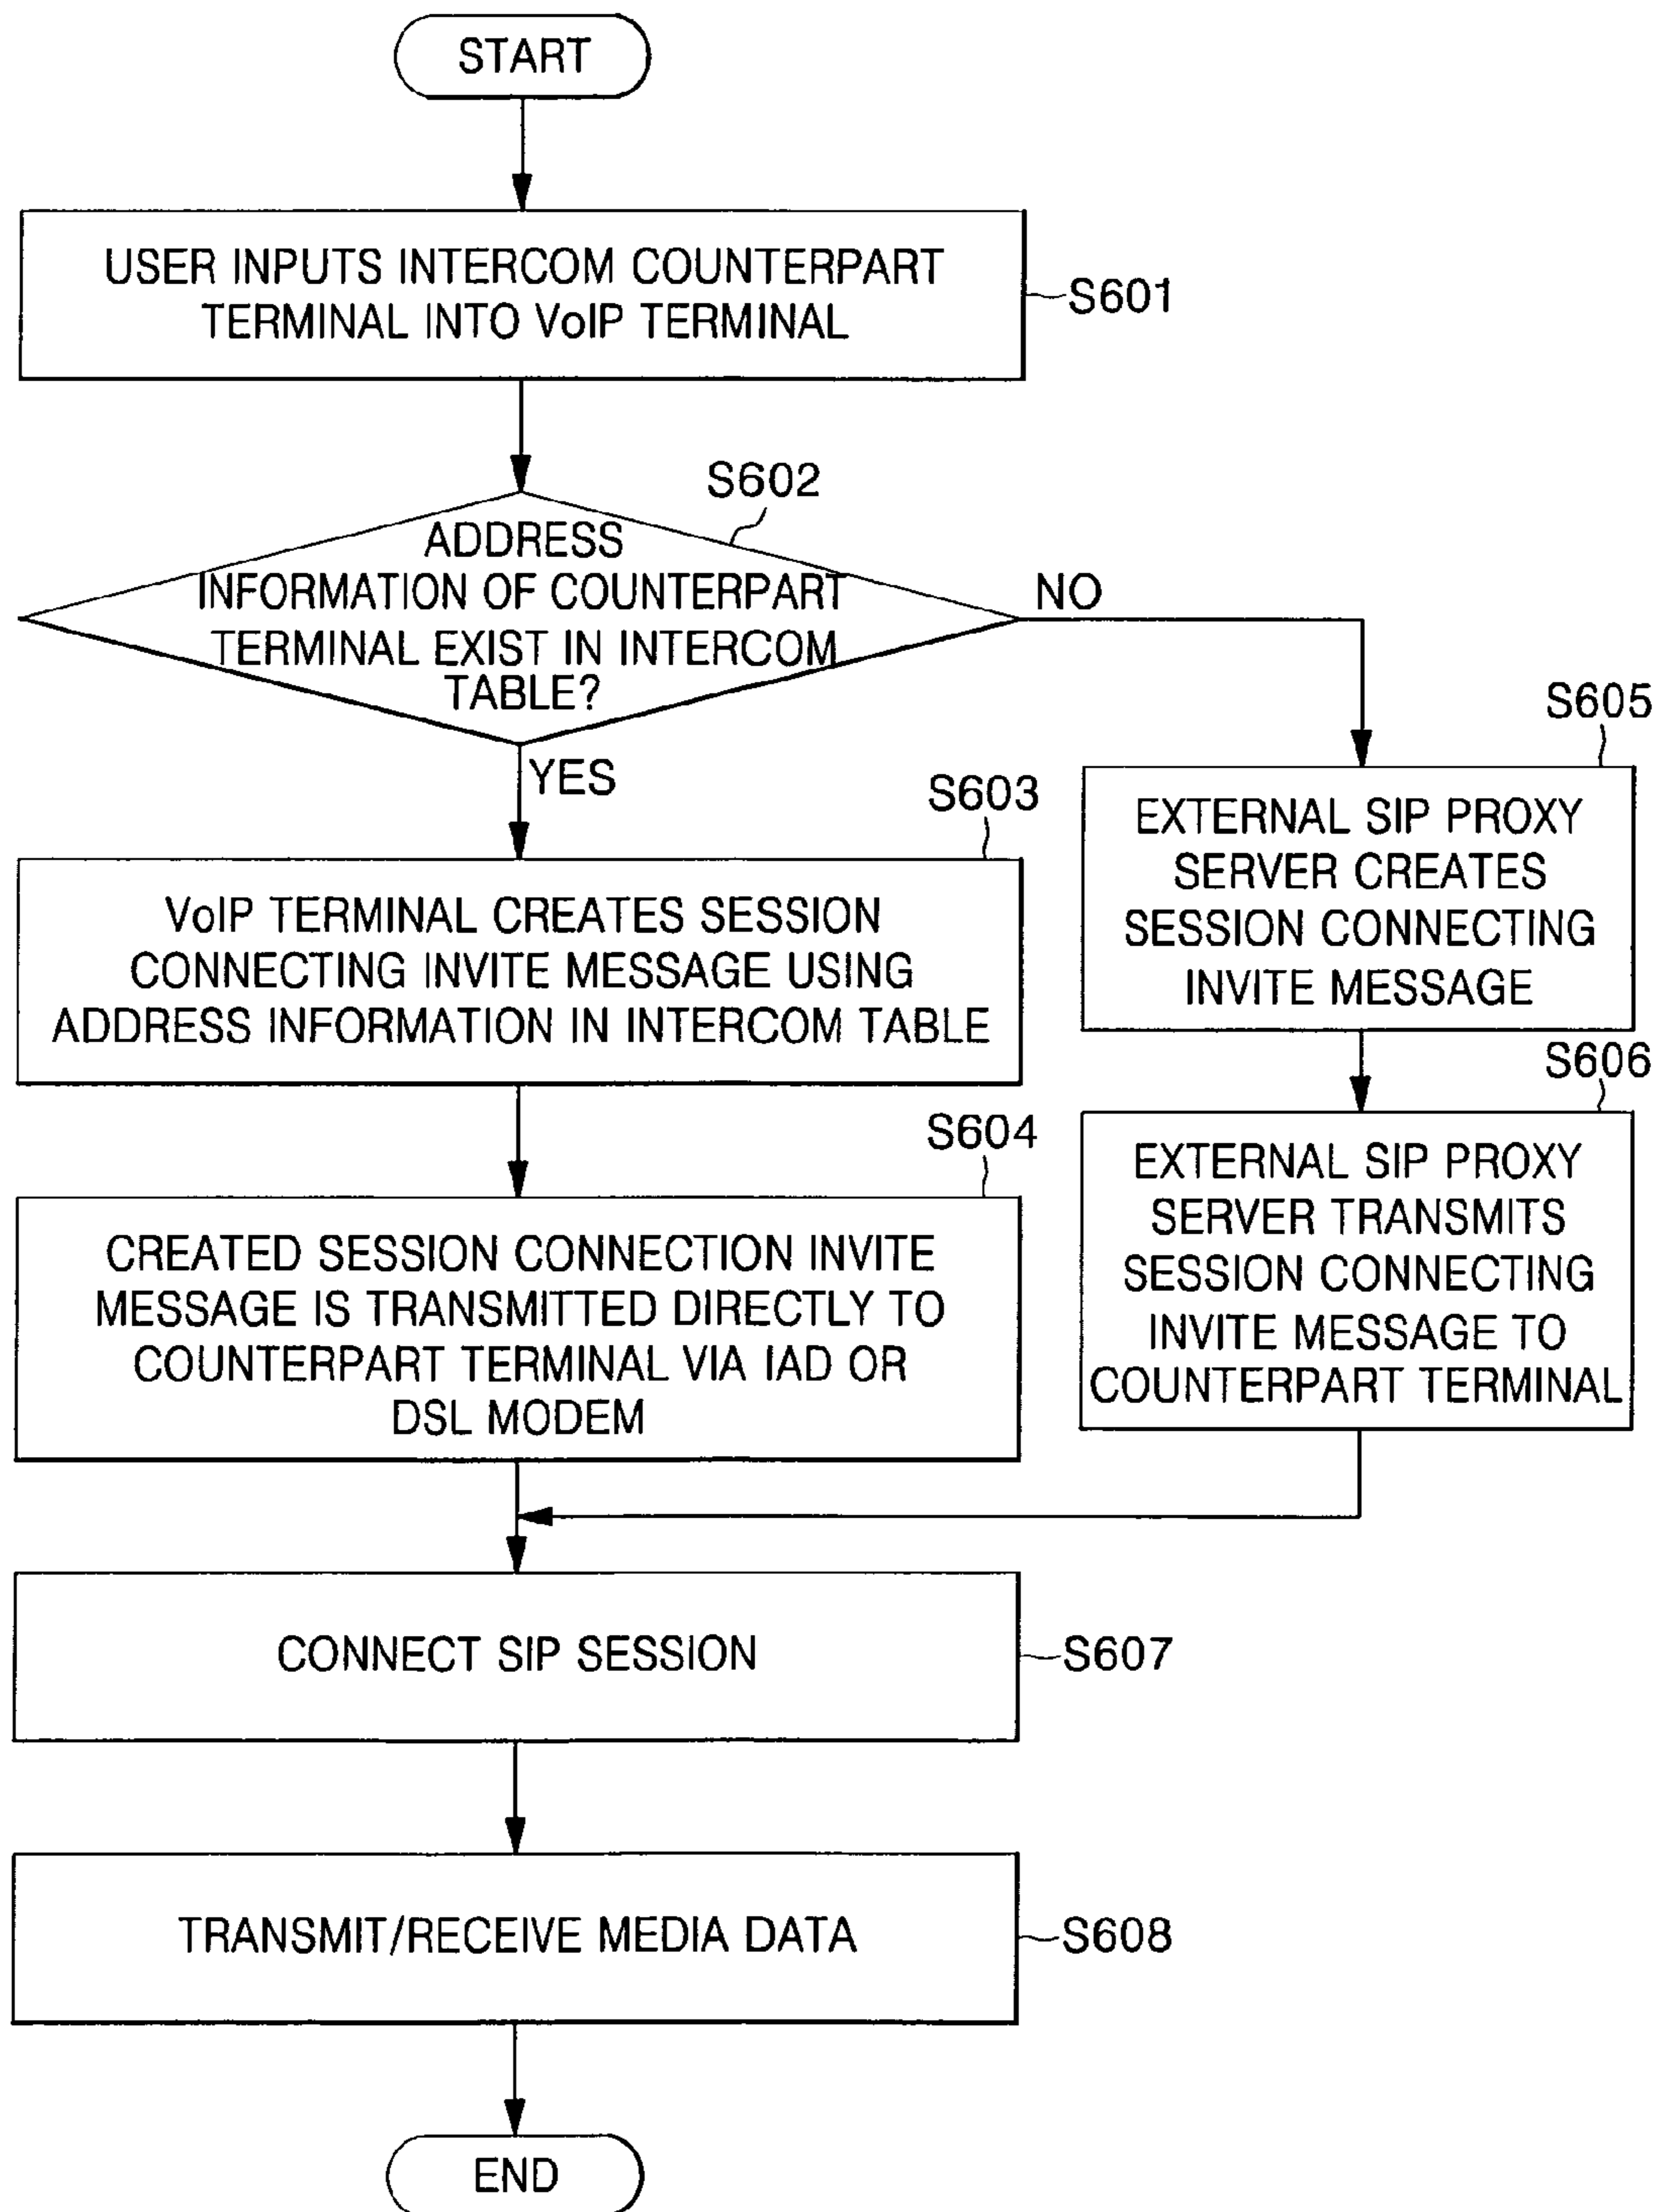 START
USER INPUTS INTERCOM COUNTERPART
TERMINAL INTO VoIP TERMINAL
S601
S602
ADDRESS
INFORMATION OF COUNTERPART
TERMINAL EXIST IN INTERCOM
TABLE?
NO
YES
S603
VoIP TERMINAL CREATES SESSION
CONNECTING INVITE MESSAGE USING
ADDRESS INFORMATION IN INTERCOM TABLE
S604
CREATED SESSION CONNECTION INVITE
MESSAGE IS TRANSMITTED DIRECTLY TO
COUNTERPART TERMINAL VIA IAD OR
DSL MODEM
S605
EXTERNAL SIP PROXY
SERVER CREATES
SESSION CONNECTING
INVITE MESSAGE
S606
EXTERNAL SIP PROXY
SERVER TRANSMITS
SESSION CONNECTING
INVITE MESSAGE TO
COUNTERPART TERMINAL
CONNECT SIP SESSION
S607
TRANSMIT/RECEIVE MEDIA DATA
S608
END